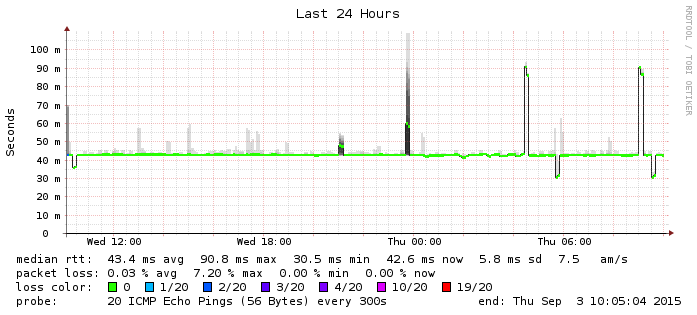 Last 24 Hours
RRDTOOL / TOBI OETIKER
Seconds
100 m
90 m
80 m
70 m
60 m
50 m
40 m
30 m
20 m
10 m
0
Wed 12:00 Wed 18:00 Thu 00:00 Thu 06:00
median rtt: 43.4 ms avg 90.8 ms max 30.5 ms min 42.6 ms now 5.8 ms sd 7.5 am/s
packet loss: 0.03 % avg 7.20 % max 0.00 % min 0.00 % now
loss color: 0 1/20 2/20 3/20 4/20 10/20 19/20
probe: 20 ICMP Echo Pings (56 Bytes) every 300s end: Thu Sep 3 10:05:04 2015